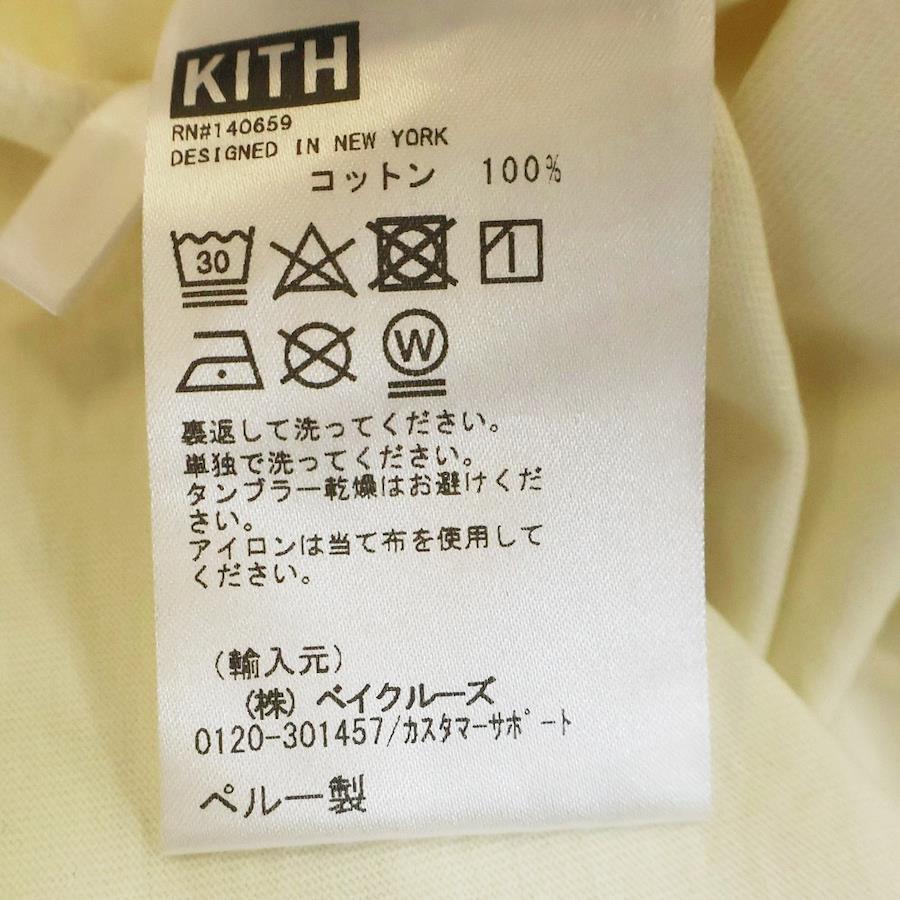 KITH
RN#140659
DESIGNED IN NEW YORK
コットン 100%
30
W
裏返して洗ってください。
単独で洗ってください。
タンブラー乾燥はお避けくだ
さい。
アイロンは当て布を使用して
ください。
(輸入元)
(株) ベイクルーズ
0120-301457/カスタマーサポート
ペルー製